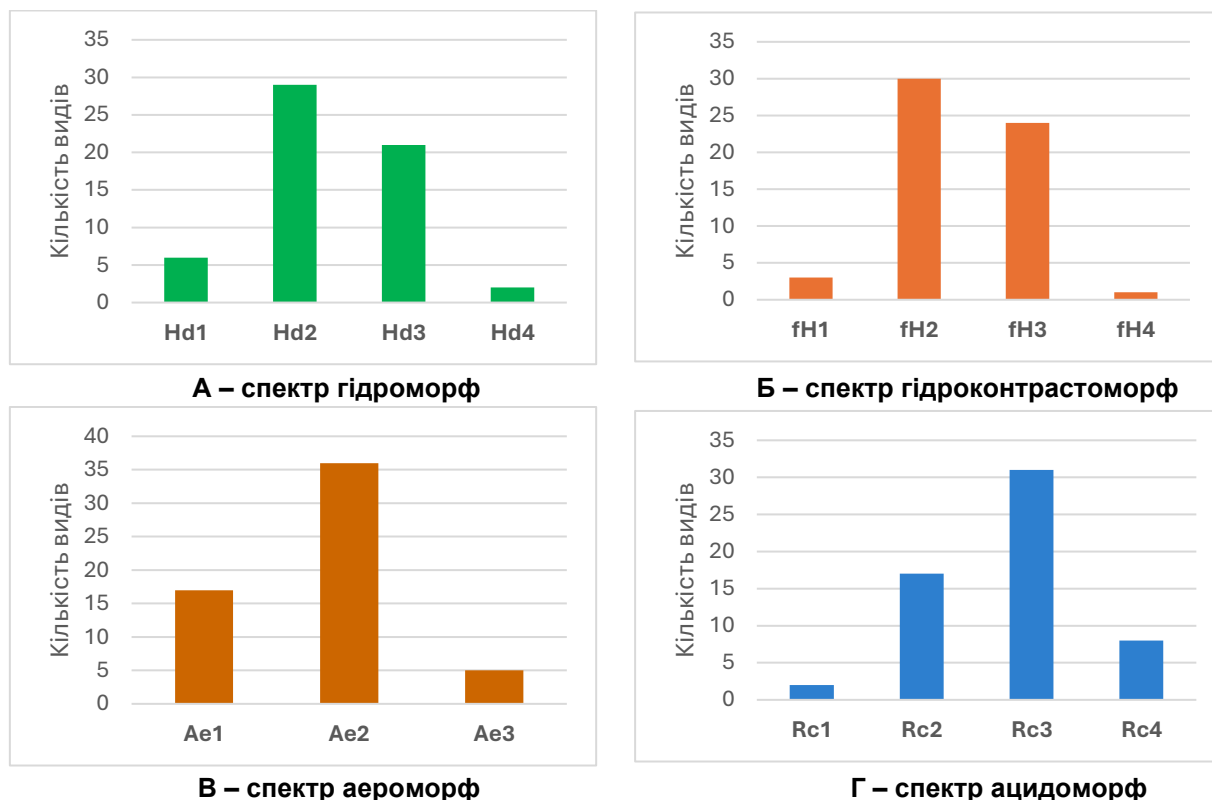 35
30
25
20
15
10
5
0
Кількість видів
Hd1 Hd2 Hd3 Hd4
А – спектр гідроморф
35
30
25
20
15
10
5
0
Кількість видів
fH1 fH2 fH3 fH4
Б – спектр гідроконтрастоморф
40
35
30
25
20
15
10
5
0
Кількість видів
Ae1 Ae2 Ae3
В – спектр аероморф
35
30
25
20
15
10
5
0
Кількість видів
Rc1 Rc2 Rc3 Rc4
Г – спектр ацидоморф